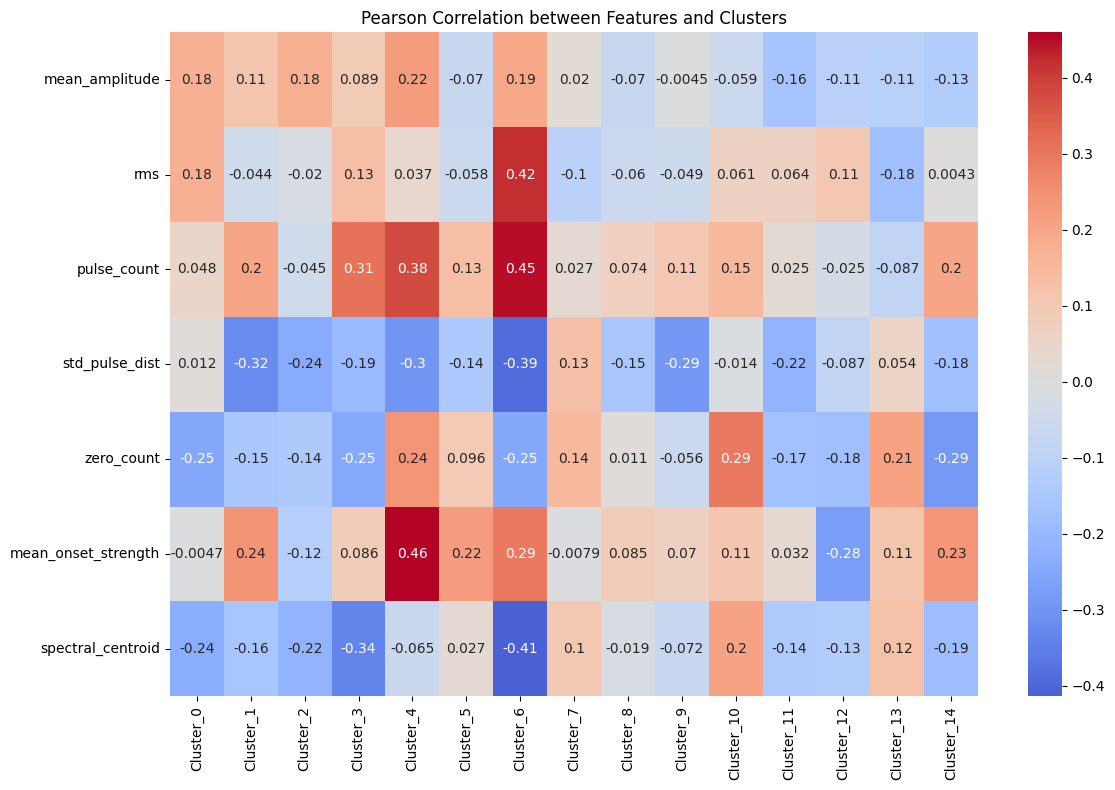 Pearson Correlation between Features and Clusters
mean_amplitude 0.18 0.11 0.18 0.089 0.22 -0.07 0.19 0.02 -0.07 -0.0045 -0.059 -0.16 -0.11 -0.11 -0.13
rms 0.18 -0.044 -0.02 0.13 0.037 -0.058 0.42 -0.1 -0.06 -0.049 0.061 0.064 0.11 -0.18 0.0043
pulse_count 0.048 0.2 -0.045 0.31 0.38 0.13 0.45 0.027 0.074 0.11 0.15 0.025 -0.025 -0.087 0.2
std_pulse_dist 0.012 -0.32 -0.24 -0.19 -0.3 -0.14 -0.39 0.13 -0.15 -0.29 -0.014 -0.22 -0.087 0.054 -0.18
zero_count -0.25 -0.15 -0.14 -0.25 0.24 0.096 -0.25 0.14 0.011 -0.056 0.29 -0.17 -0.18 0.21 -0.29
mean_onset_strength -0.0047 0.24 -0.12 0.086 0.46 0.22 0.29 -0.0079 0.085 0.07 0.11 0.032 -0.28 0.11 0.23
spectral_centroid -0.24 -0.16 -0.22 -0.34 -0.065 0.027 -0.41 0.1 -0.019 -0.072 0.2 -0.14 -0.13 0.12 -0.19
Cluster_0 Cluster_1 Cluster_2 Cluster_3 Cluster_4 Cluster_5 Cluster_6 Cluster_7 Cluster_8 Cluster_9 Cluster_10 Cluster_11 Cluster_12 Cluster_13 Cluster_14
0.4
0.3
0.2
0.1
0.0
−0.1
−0.2
−0.3
−0.4